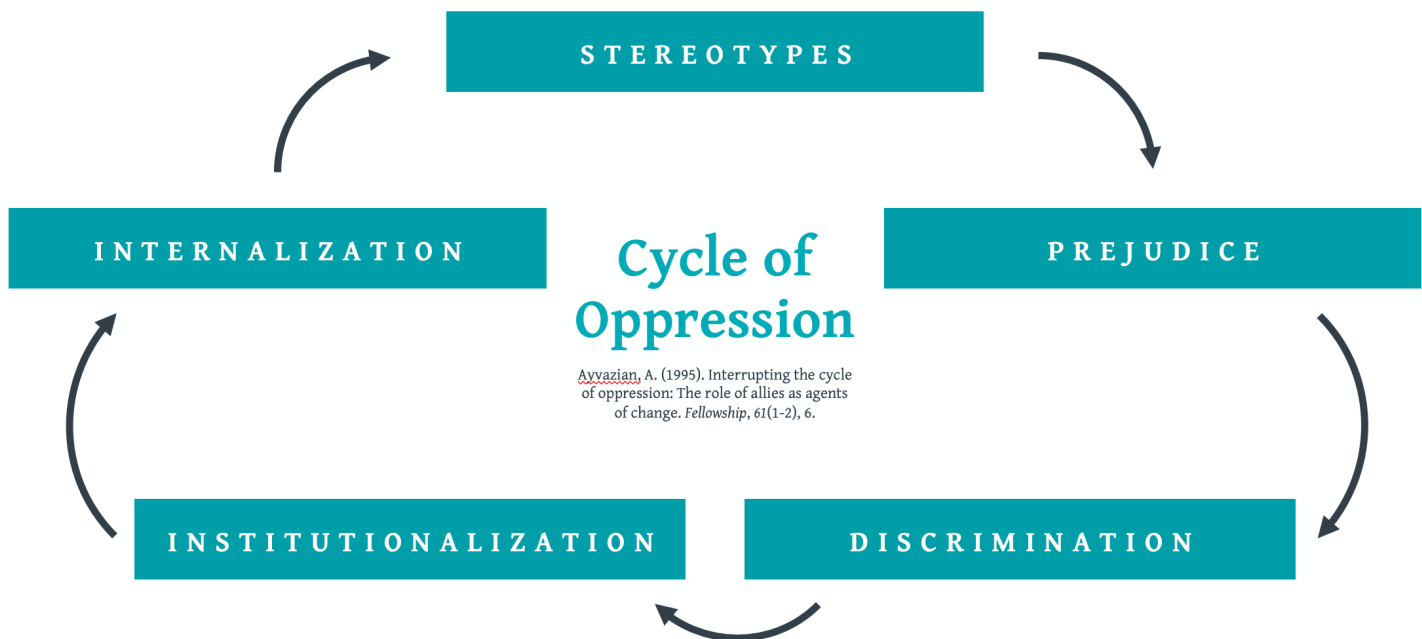 STEREOTYPES
INTERNALIZATION
PREJUDICE
Cycle of
Oppression
Ayvazian, A. (1995). Interrupting the cycle
of oppression: The role of allies as agents
of change. Fellowship, 61(1-2), 6.
INSTITUTIONALIZATION
DISCRIMINATION